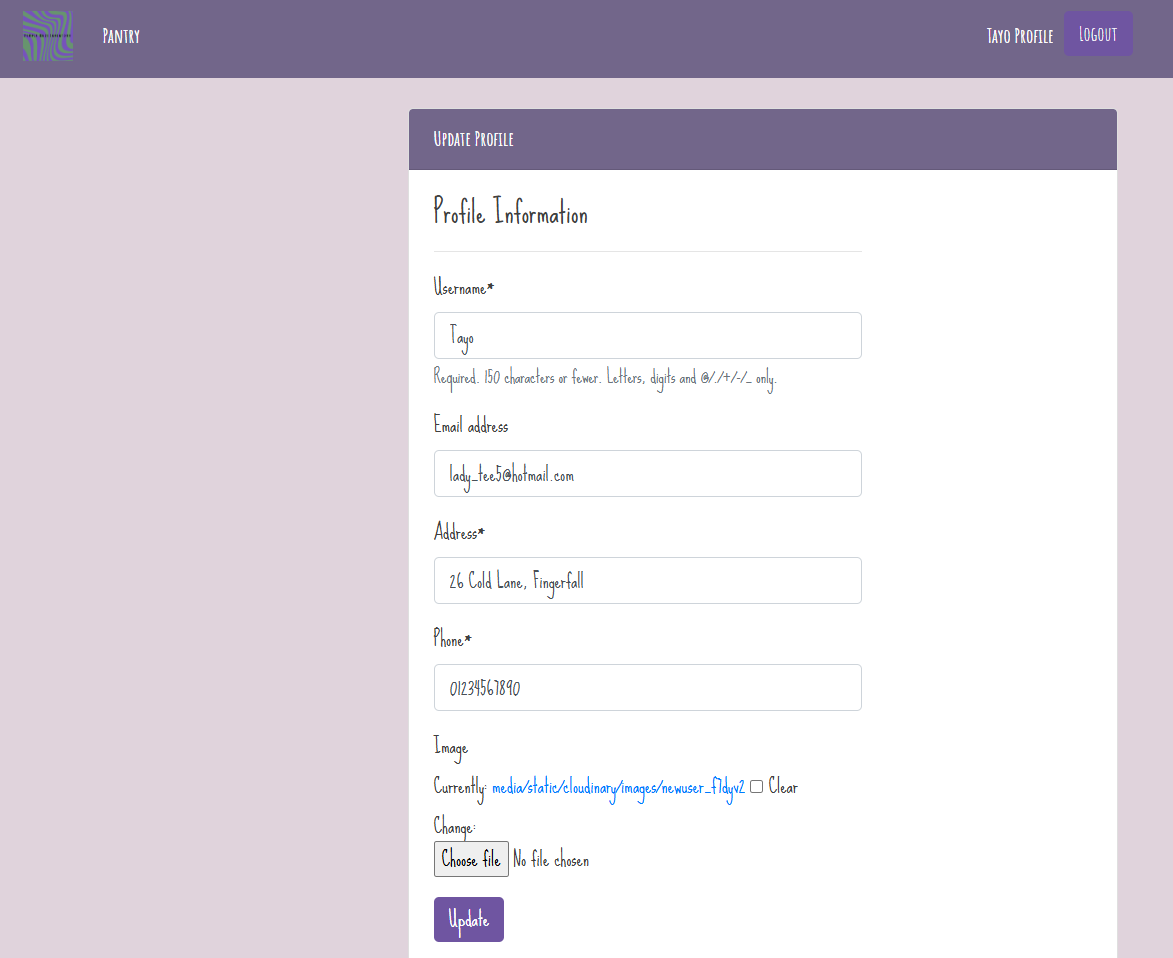 Pantry
Tayo Profile
Logout
Update Profile
Profile Information
Username*
Tayo
Required. 150 characters or fewer. Letters, digits and @/./+/-/_ only.
Email address
lady_tee5@hotmail.com
Address*
26 Cold Lane, Fingerfall
Phone*
01234567890
Image
Currently: media/static/cloudinary/images/newuser_f7dyv2 Clear
Change:
Choose file No file chosen
Update